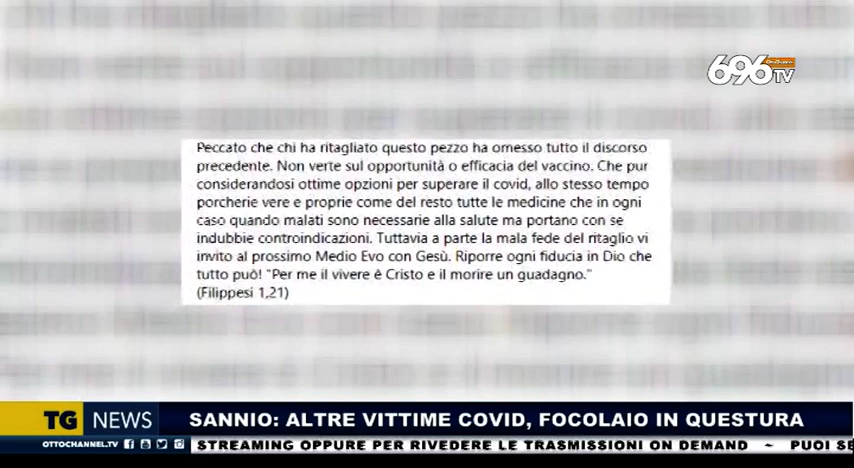 696 TV
Peccato che chi ha ritagliato questo pezzo ha omesso tutto il discorso
precedente. Non verte sul opportunità o efficacia del vaccino. Che pur
considerandosi ottime opzioni per superare il covid, allo stesso tempo
porcherie vere e proprie come del resto tutte le medicine che in ogni
caso quando malati sono necessarie alla salute ma portano con se
indubbie controindicazioni. Tuttavia a parte la mala fede del ritaglio vi
invito al prossimo Medio Evo con Gesù. Riporre ogni fiducia in Dio che
tutto può! "Per me il vivere è Cristo e il morire un guadagno."
(Filippesi 1,21)
TG NEWS SANNIO: ALTRE VITTIME COVID, FOCOLAIO IN QUESTURA
OTTOCHANNEL.TV STREAMING OPPURE PER RIVEDERE LE TRASMISSIONI ON DEMAND ~ PUOI SE